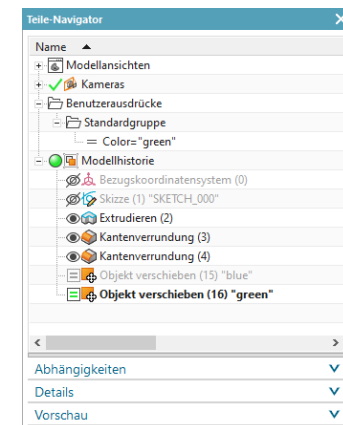 Teile-Navigator
Name
Modellansichten
Kameras
Benutzerausdrücke
Standardgruppe
Color="green"
Modellhistorie
Bezugskoordinatensystem (0)
Skizze (1) "SKETCH_000"
Extrudieren (2)
Kantenverrundung (3)
Kantenverrundung (4)
Objekt verschieben (15) "blue"
Objekt verschieben (16) "green"
Abhängigkeiten
Details
Vorschau